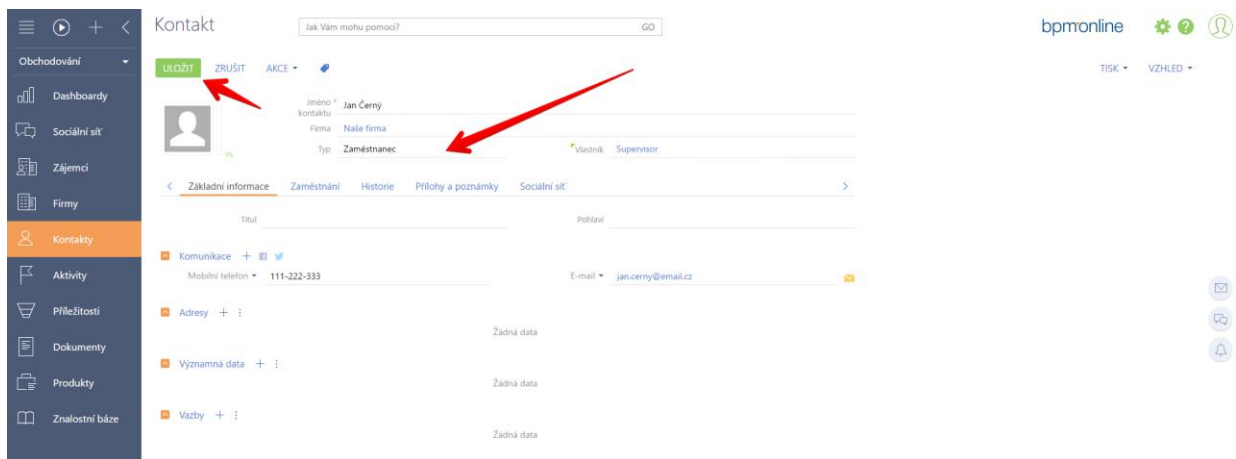 Kontakt
Jak Vám mohu pomoci?
GO
bpm'online
Obchodování
ULOŽIT
ZRUŠIT
AKCE
TISK
VZHLED
Dashboardy
Sociální síť
Zájemci
Firmy
Kontakty
Aktivity
Příležitosti
Dokumenty
Produkty
Znalostní báze
Jméno * Jan Černý
kontaktu
Firma Naše firma
Typ Zaměstnanec
Vlastník Supervisor
Základní informace Zaměstnání Historie Přílohy a poznámky Sociální síť
Titul
Pohlaví
Komunikace
Mobilní telefon 111-222-333
E-mail jan.cerny@email.cz
Adresy
Žádná data
Významná data
Žádná data
Vazby
Žádná data